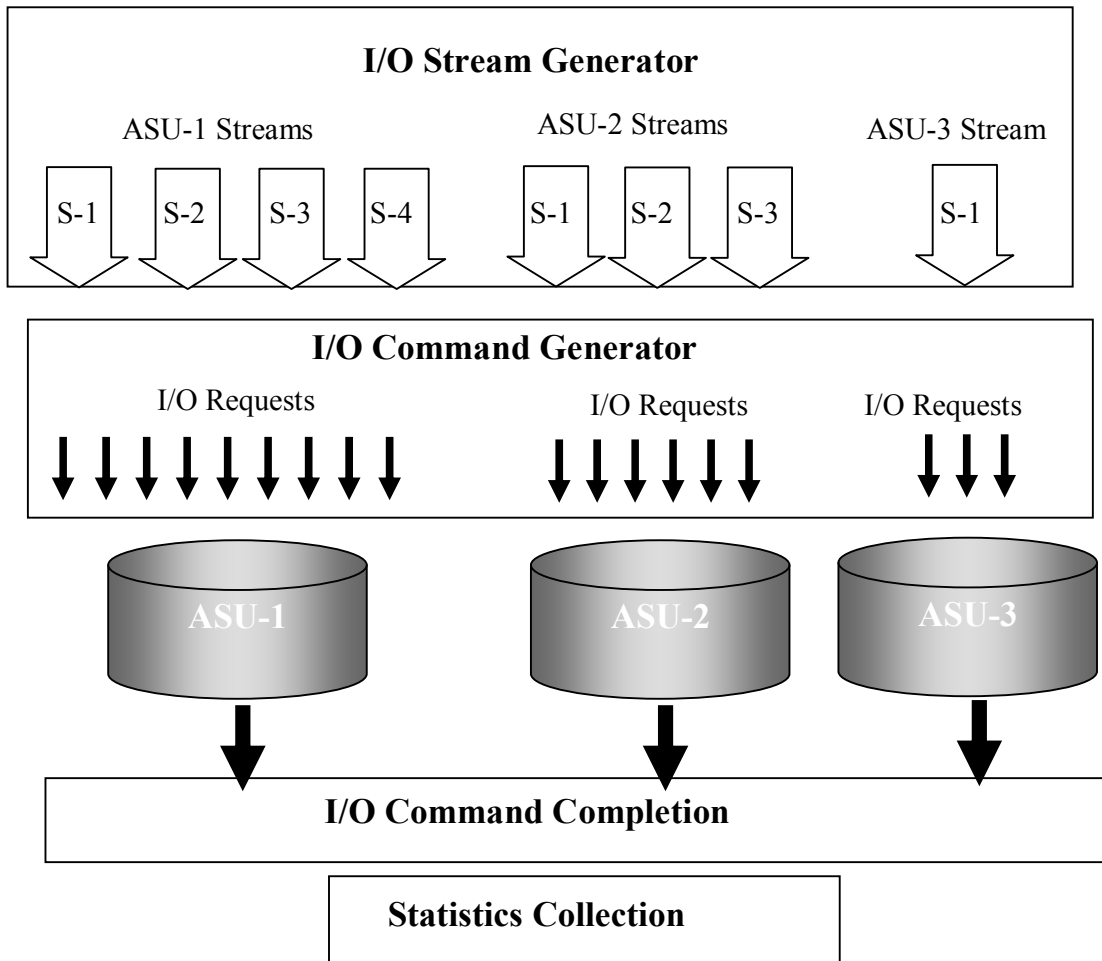 I/O Stream Generator
ASU-1 Streams
ASU-2 Streams
ASU-3 Stream
S-1
S-2
S-3
S-4
S-1
S-2
S-3
S-1
I/O Command Generator
I/O Requests
I/O Requests
I/O Requests
ASU-1
ASU-2
ASU-3
I/O Command Completion
Statistics Collection